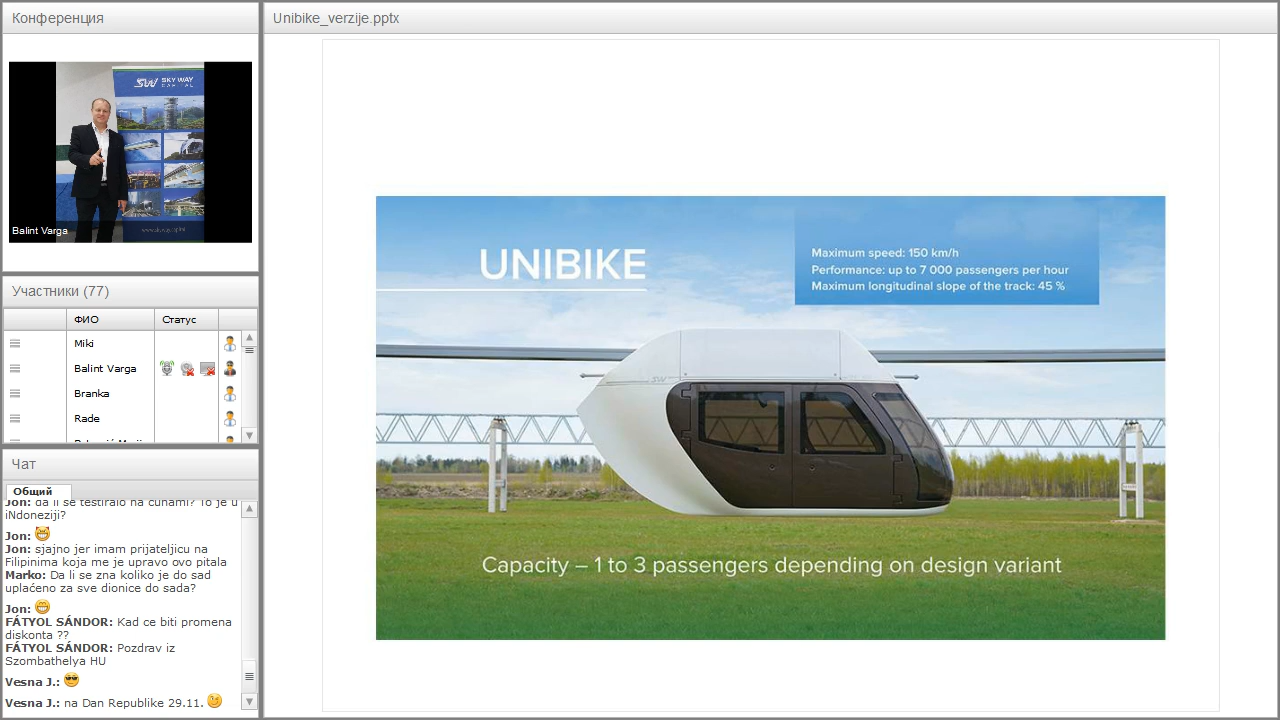 Конференция
SKY WAY
CAPITAL
Balint Varga
Участники (77)
ФИО
Статус
Miki
Balint Varga
Branka
Rade
Чат
Общий
Jon: da li se testiralo na cunami? To je u
iNdoneziji?
Jon:
Jon: sjajno jer imam prijateljicu na
Filipinima koja me je upravo ovo pitala
Marko: Da li se zna koliko je do sad
uplaćeno za sve dionice do sada?
Jon:
FÁTYOL SÁNDOR: Kad ce biti promena
diskonta ??
FÁTYOL SÁNDOR: Pozdrav iz
Szombathelya HU
Vesna J.:
Vesna J.: na Dan Republike 29.11.
Unibike_verzije.pptx
UNIBIKE
Maximum speed: 150 km/h
Performance: up to 7 000 passengers per hour
Maximum longitudinal slope of the track: 45 %
SW
Capacity – 1 to 3 passengers depending on design variant